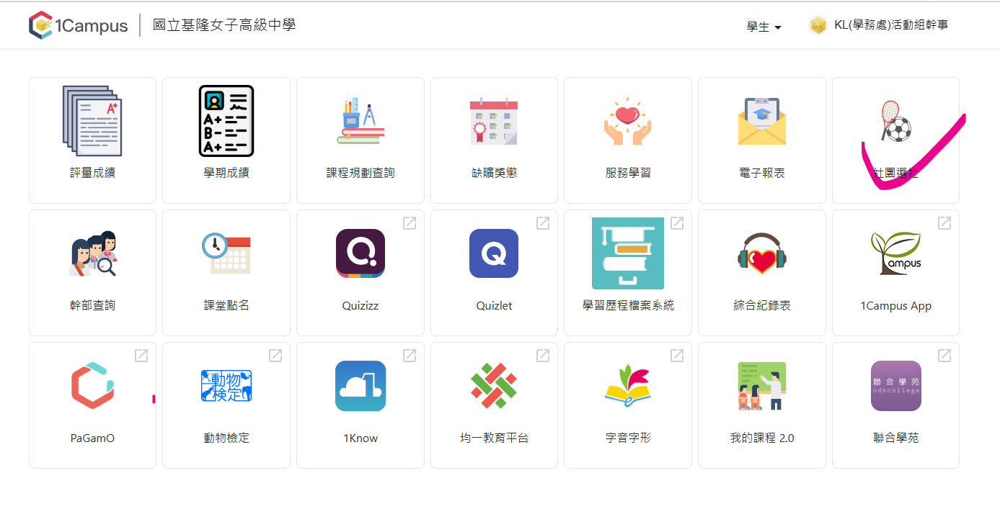 1Campus 國立基隆女子高級中學 學生 KL(學務處)活動組幹事
A+
A+
B-
A+
評量成績 學期成績 課程規劃查詢 缺曠獎懲 服務學習 電子報表 社團選社
Q! Q ampus
幹部查詢 課堂點名 Quizizz Quizlet 學習歷程檔案系統 綜合紀錄表 1Campus App
動物
檢定
1
聯合學苑
udncollege
PaGamO 動物檢定 1Know 均一教育平台 字音字形 我的課程 2.0 聯合學苑